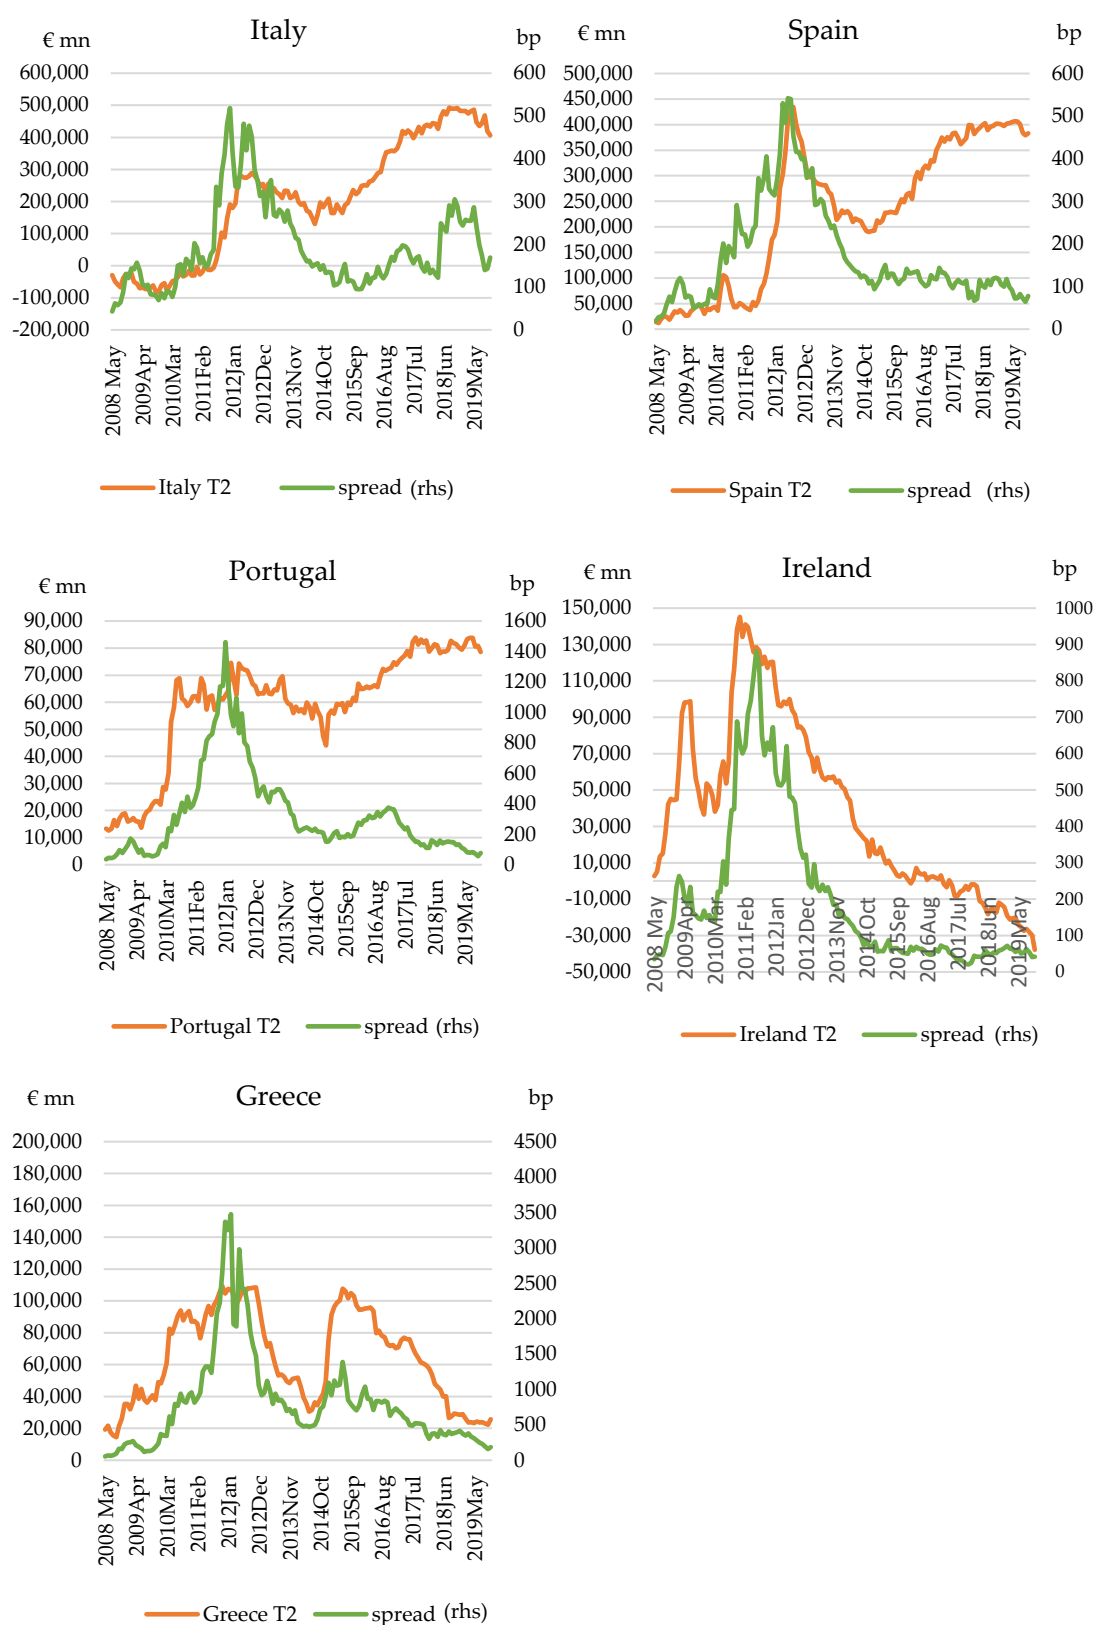 Italy
€ mn
bp
600,000
500,000
400,000
300,000
200,000
100,000
0
-100,000
-200,000
600
500
400
300
200
100
0
2008 May
2009Apr
2010Mar
2011Feb
2012Jan
2012Dec
2013Nov
2014Oct
2015Sep
2016Aug
2017Jul
2018Jun
2019May
Italy T2
spread (rhs)
Spain
€ mn
bp
500,000
450,000
400,000
350,000
300,000
250,000
200,000
150,000
100,000
50,000
0
600
500
400
300
200
100
0
2008 May
2009Apr
2010Mar
2011Feb
2012Jan
2012Dec
2013Nov
2014Oct
2015Sep
2016Aug
2017Jul
2018Jun
2019May
Spain T2
spread (rhs)
Portugal
€ mn
bp
90,000
80,000
70,000
60,000
50,000
40,000
30,000
20,000
10,000
0
1600
1400
1200
1000
800
600
400
200
0
2008 May
2009Apr
2010Mar
2011Feb
2012Jan
2012Dec
2013Nov
2014Oct
2015Sep
2016Aug
2017Jul
2018Jun
2019May
Portugal T2
spread (rhs)
Ireland
€ mn
bp
150,000
130,000
110,000
90,000
70,000
50,000
30,000
10,000
-10,000
-30,000
-50,000
1000
900
800
700
600
500
400
300
200
100
0
2008 May
2009Apr
2010Mar
2011Feb
2012Jan
2012Dec
2013Nov
2014Oct
2015Sep
2016Aug
2017Jul
2018Jun
2019May
Ireland T2
spread (rhs)
Greece
€ mn
bp
200,000
180,000
160,000
140,000
120,000
100,000
80,000
60,000
40,000
20,000
0
4500
4000
3500
3000
2500
2000
1500
1000
500
0
2008 May
2009Apr
2010Mar
2011Feb
2012Jan
2012Dec
2013Nov
2014Oct
2015Sep
2016Aug
2017Jul
2018Jun
2019May
Greece T2
spread (rhs)